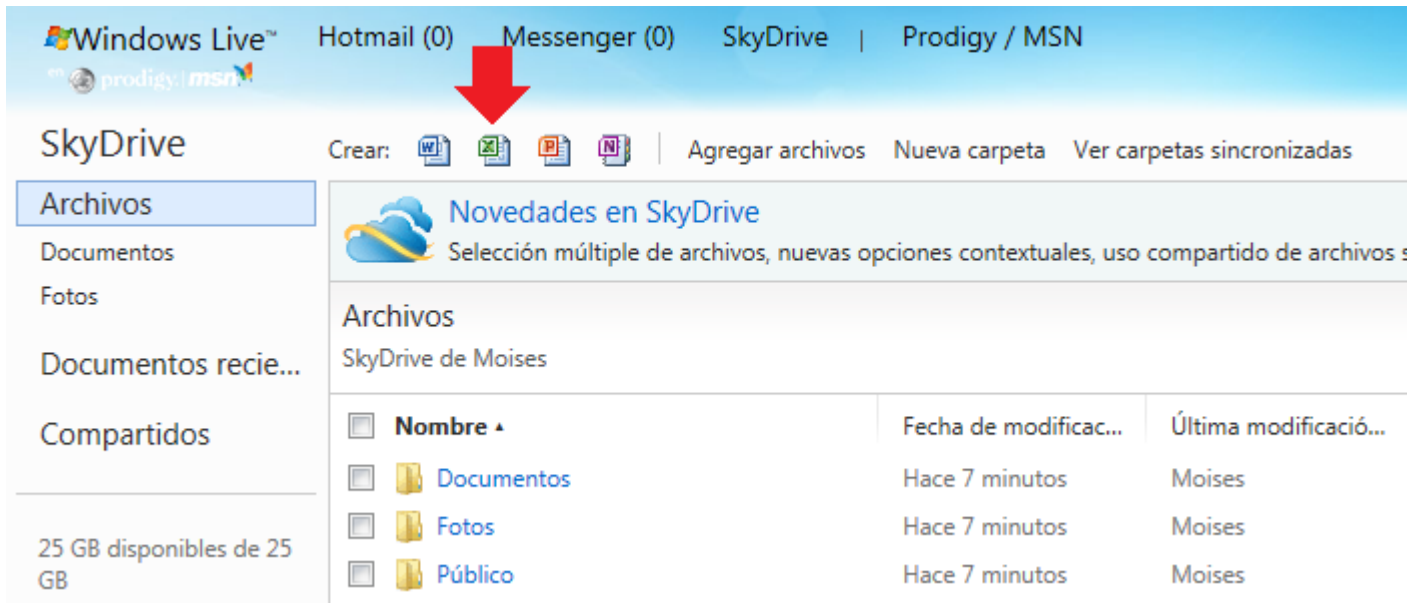 Windows Live™ Hotmail (0) Messenger (0) SkyDrive | Prodigy / MSN
en prodigy | msn
SkyDrive
Crear: Agregar archivos Nueva carpeta Ver carpetas sincronizadas
Archivos
Documentos
Fotos
Documentos recie...
Compartidos
25 GB disponibles de 25
GB
Novedades en SkyDrive
Selección múltiple de archivos, nuevas opciones contextuales, uso compartido de archivos s
Archivos
SkyDrive de Moises
Nombre Fecha de modificac... Última modificació...
Documentos Hace 7 minutos Moises
Fotos Hace 7 minutos Moises
Público Hace 7 minutos Moises